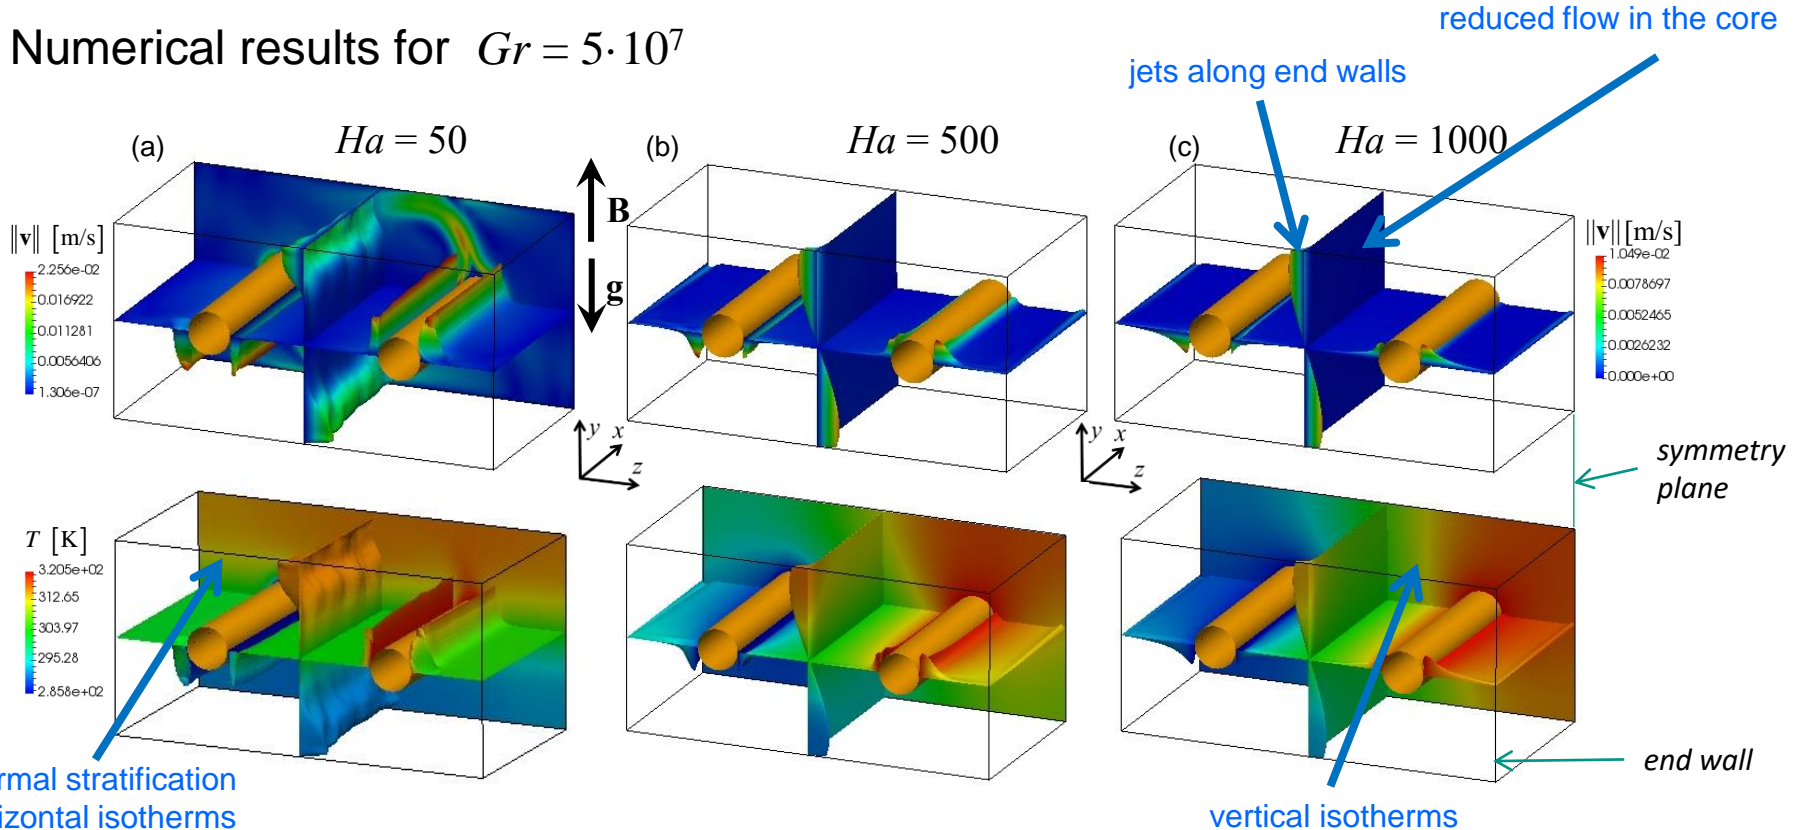 reduced flow in the core
Numerical results for Gr = 5·10⁷
jets along end walls
(a) Ha = 50
(b) Ha = 500
(c) Ha = 1000
‖v‖ [m/s]
2.256e-02
0.016922
0.011281
0.0056406
1.306e-07
B
g
‖v‖[m/s]
1.049e-02
0.0078697
0.0052465
0.0026232
0.000e+00
y x
z
y x
z
symmetry
plane
T [K]
3.205e+02
312.65
303.97
295.28
2.858e+02
end wall
rmal stratification
izontal isotherms
vertical isotherms